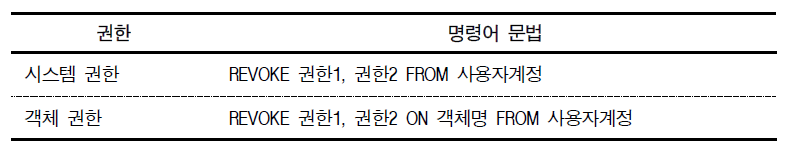 권한 명령어 문법
시스템 권한 REVOKE 권한1, 권한2 FROM 사용자계정
객체 권한 REVOKE 권한1, 권한2 ON 객체명 FROM 사용자계정